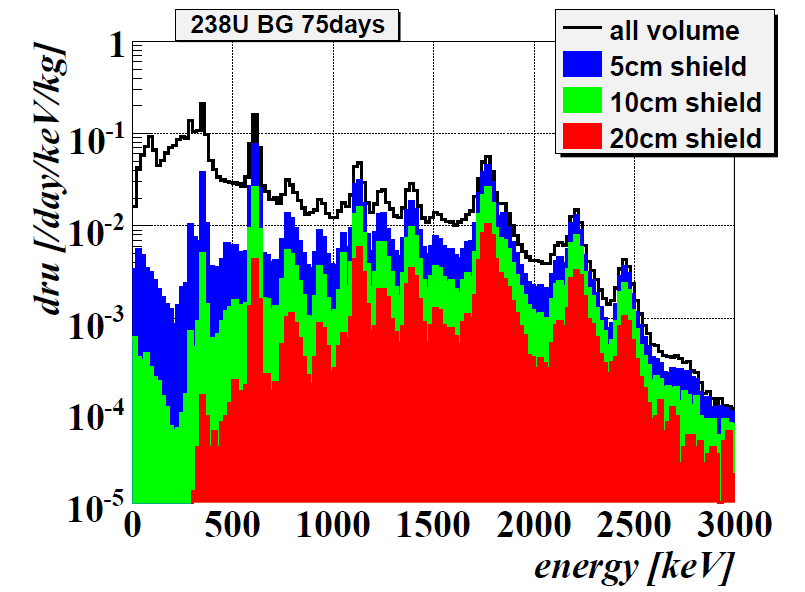 238U BG 75days
all volume
5cm shield
10cm shield
20cm shield
dru [/day/keV/kg]
1
10⁻¹
10⁻²
10⁻³
10⁻⁴
10⁻⁵
0 500 1000 1500 2000 2500 3000
energy [keV]